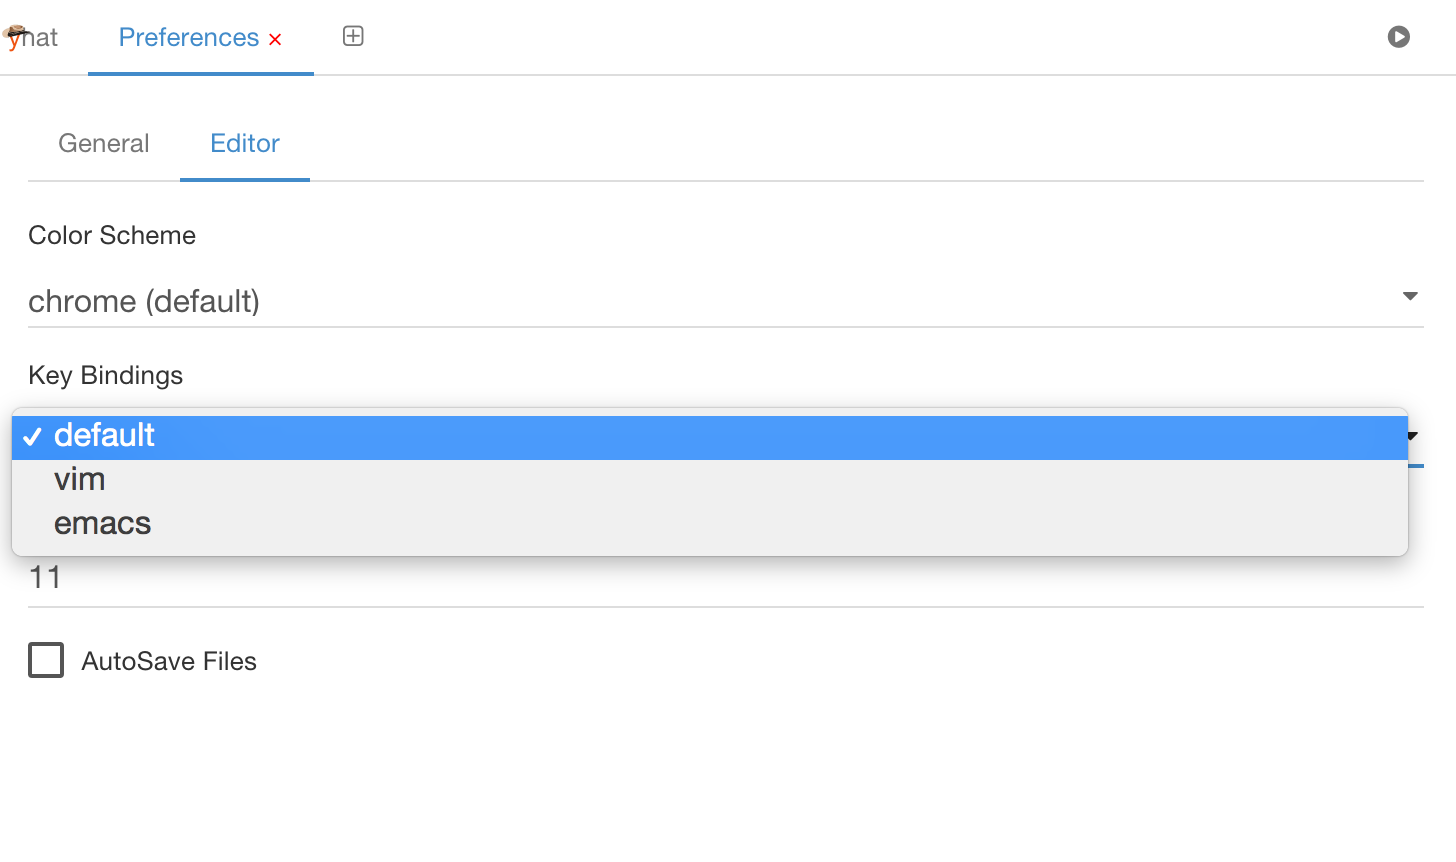 yhat Preferences ×
General Editor
Color Scheme
chrome (default)
Key Bindings
✓ default
vim
emacs
11
AutoSave Files